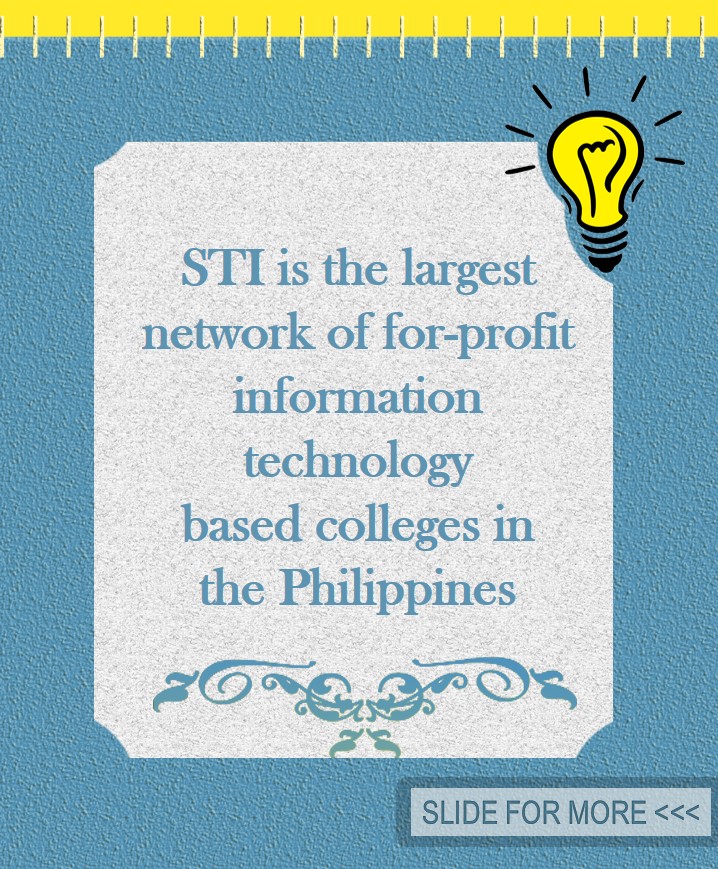 STI is the largest
network of for-profit
information
technology
based colleges in
the Philippines
SLIDE FOR MORE <<<